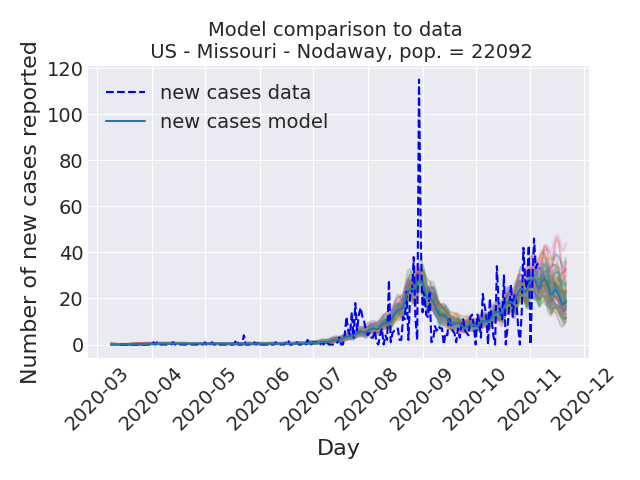 Model comparison to data
US - Missouri - Nodaway, pop. = 22092
Number of new cases reported
120
100
80
60
40
20
0
new cases data
new cases model
2020-03
2020-04
2020-05
2020-06
2020-07
2020-08
2020-09
2020-10
2020-11
2020-12
Day